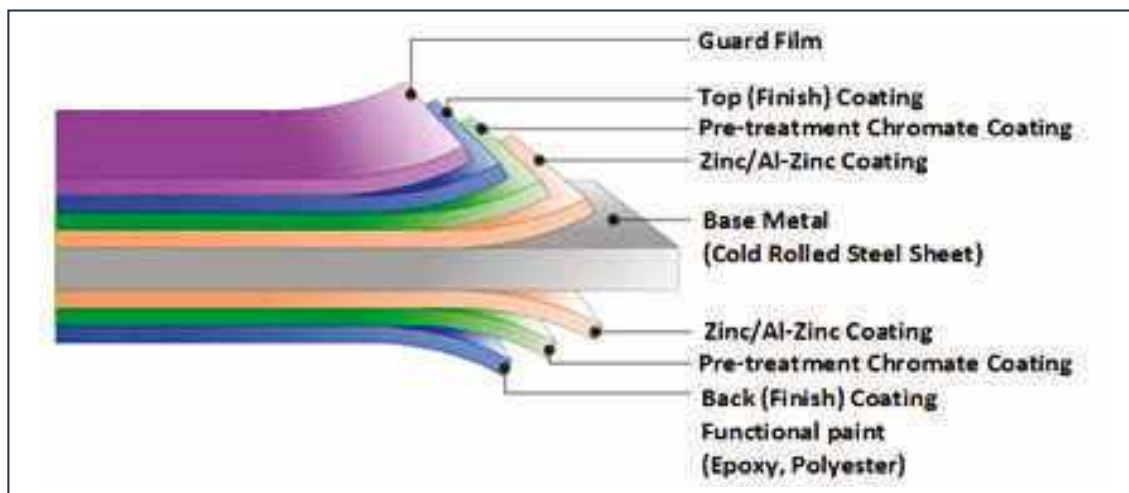 Guard Film
Top (Finish) Coating
Pre-treatment Chromate Coating
Zinc/Al-Zinc Coating
Base Metal
(Cold Rolled Steel Sheet)
Zinc/Al-Zinc Coating
Pre-treatment Chromate Coating
Back (Finish) Coating
Functional paint
(Epoxy, Polyester)